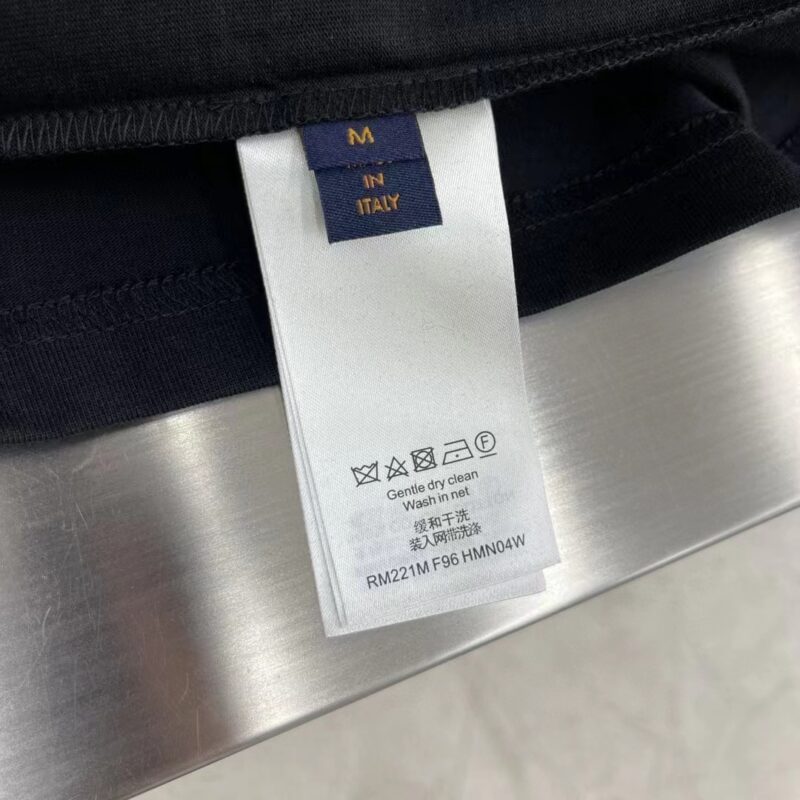 M
IN
ITALY
F
Gentle dry clean
Wash in net
缓和干洗
装入网带洗涤
RM221M F96 HMN04W